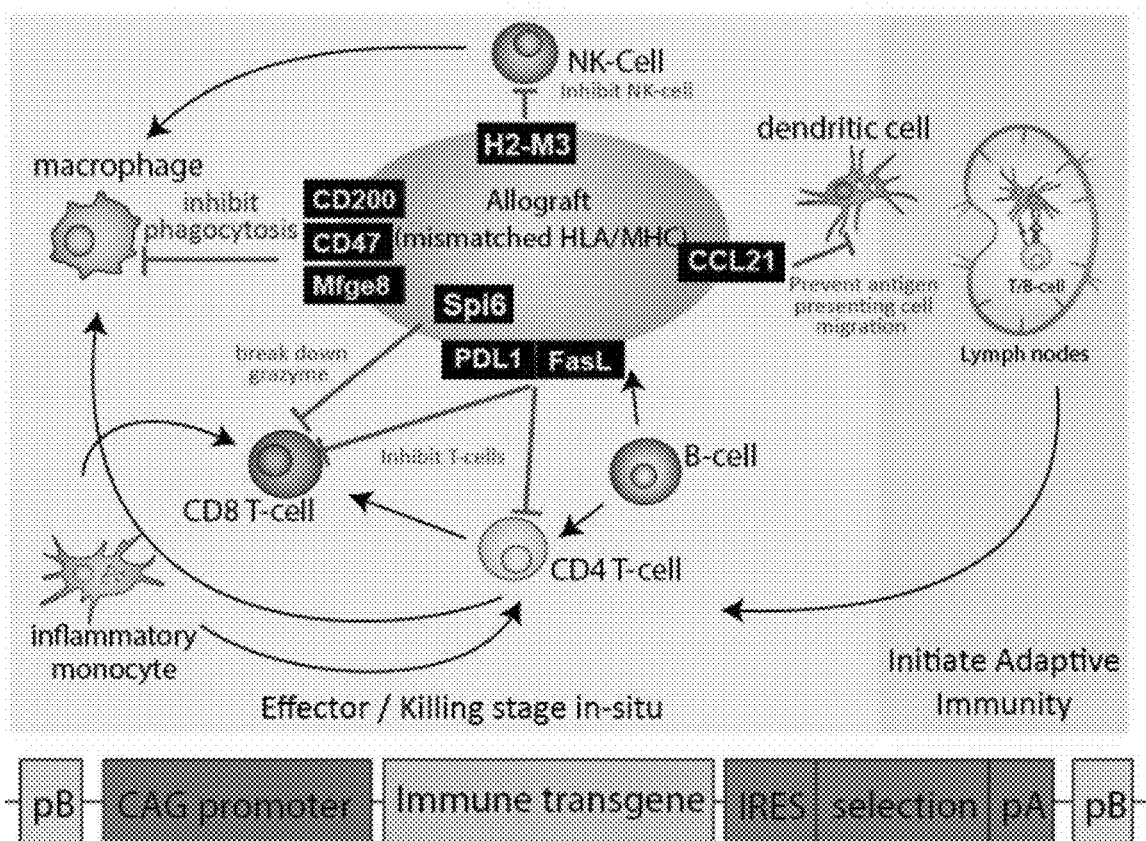 NK-Cell
Inhibit NK-cell
H2-M3
dendritic cell
macrophage
inhibit
phagocytosis
CD200
CD47
Mfge8
Allograft
(mismatched HLA/MHC)
CCL21
Prevent antigen
presenting cell
migration
T/B-cell
Lymph nodes
Spi6
break down
grazyme
PDL1
FasL
Inhibit T-cells
B-cell
CD8 T-cell
CD4 T-cell
inflammatory
monocyte
Effector / Killing stage in-situ
Initiate Adaptive
Immunity
pB CAG promoter Immune transgene IRES selection pA pB